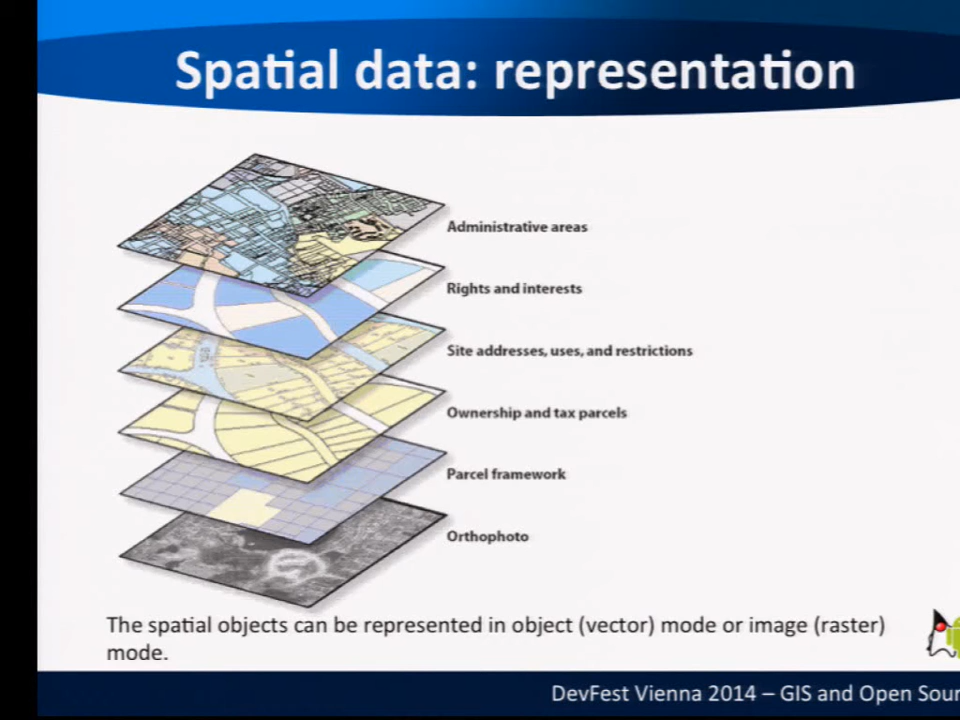 Spatial data: representation
Administrative areas
Rights and interests
Site addresses, uses, and restrictions
Ownership and tax parcels
Parcel framework
Orthophoto
The spatial objects can be represented in object (vector) mode or image (raster)
mode.
DevFest Vienna 2014 – GIS and Open Sour